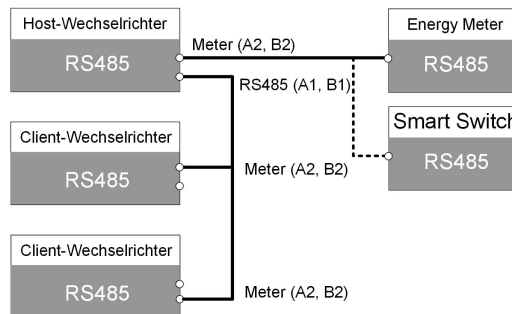 Host-Wechselrichter
RS485
Meter (A2, B2)
Energy Meter
RS485
RS485 (A1, B1)
Smart Switch
RS485
Client-Wechselrichter
RS485
Meter (A2, B2)
Client-Wechselrichter
RS485
Meter (A2, B2)